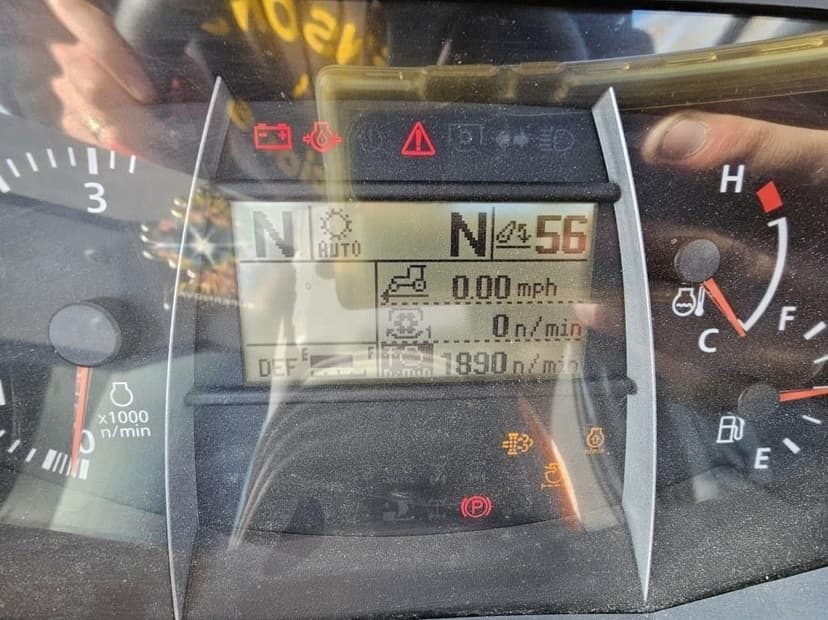 3
H
N
AUTO
N
56
0.00 mph
0 n/min
C
F
DEF
E
F
1890 n/min
x1000
n/min
0
E
P